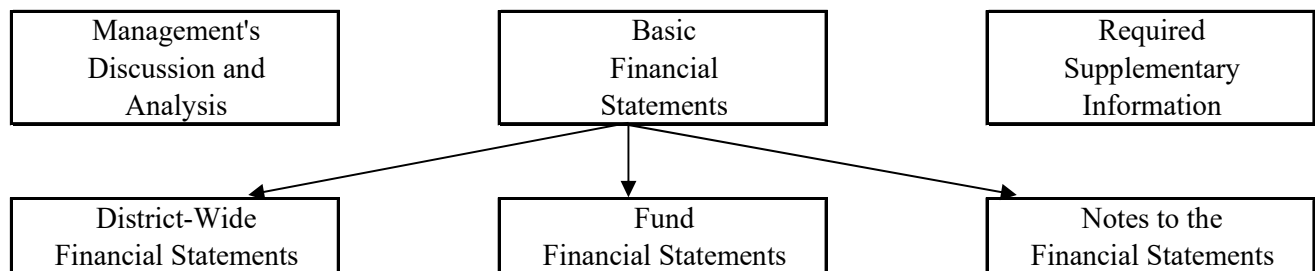 Management's
Discussion and
Analysis
Basic
Financial
Statements
Required
Supplementary
Information
District-Wide
Financial Statements
Fund
Financial Statements
Notes to the
Financial Statements